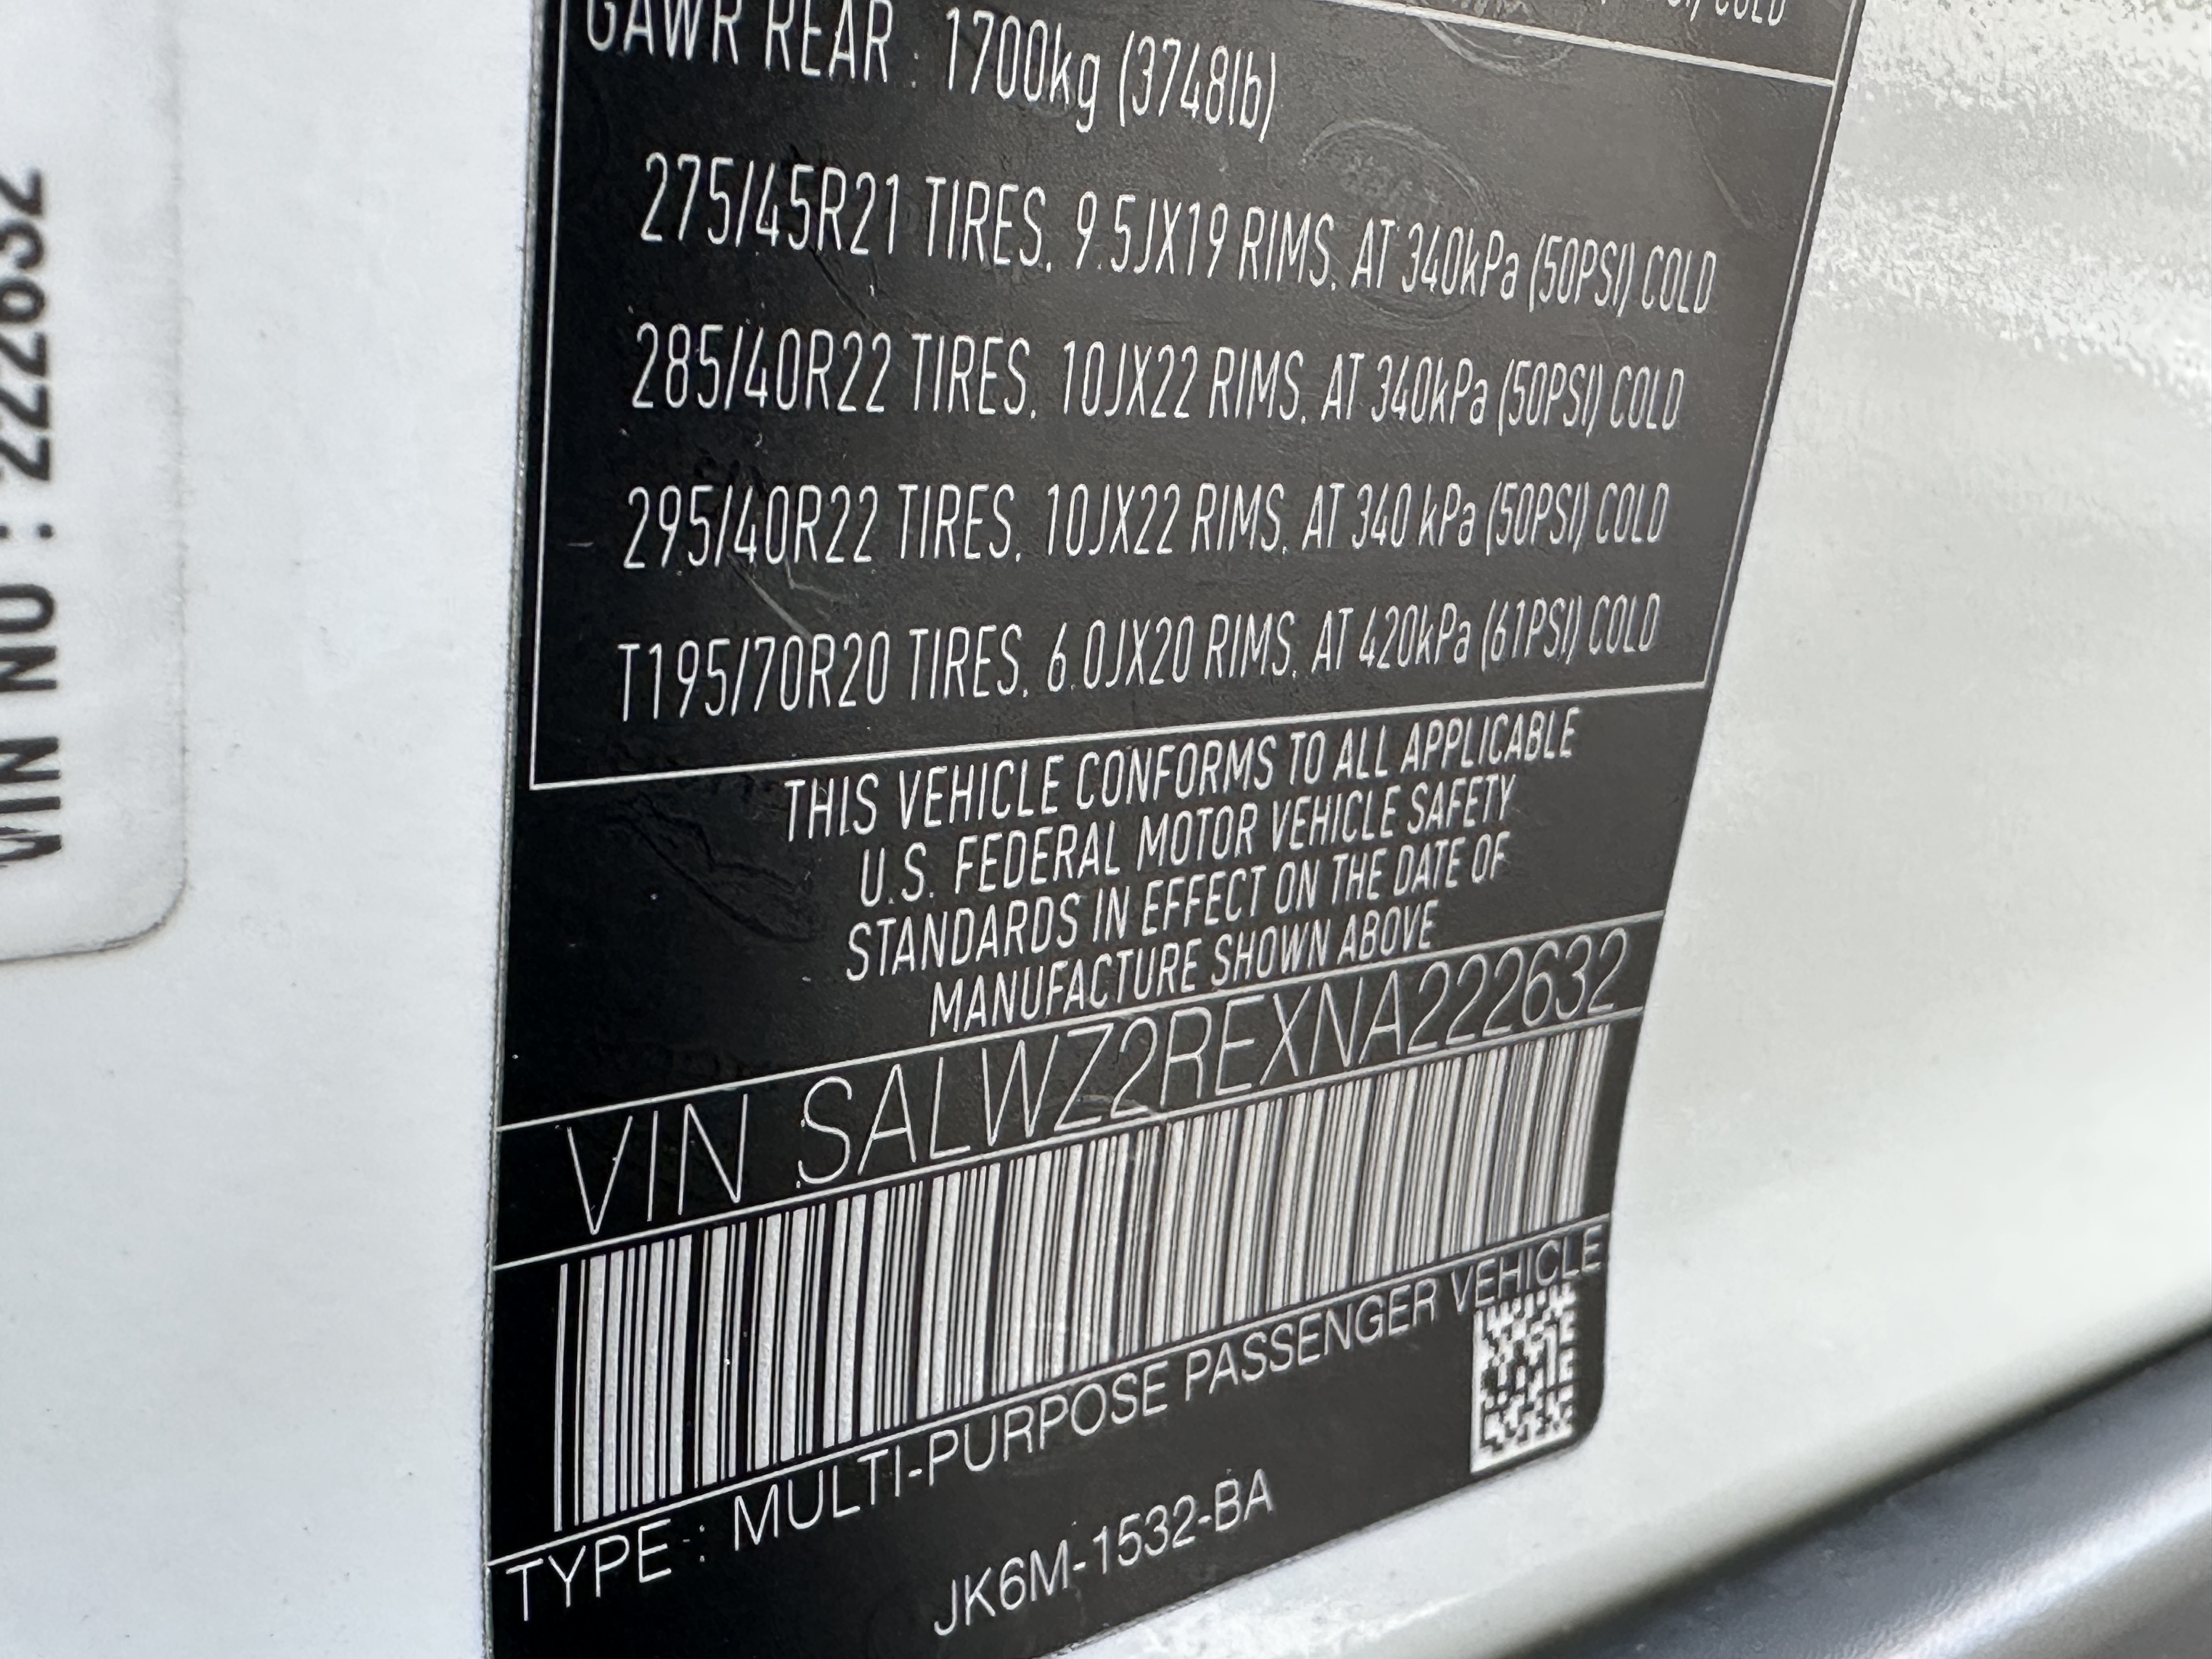 COLD
GAWR REAR : 1700kg (3748lb)
275/45R21 TIRES, 9.5JX19 RIMS, AT 340kPa (50PSI) COLD
285/40R22 TIRES, 10JX22 RIMS, AT 340kPa (50PSI) COLD
295/40R22 TIRES, 10JX22 RIMS, AT 340 kPa (50PSI) COLD
T195/70R20 TIRES, 6.0JX20 RIMS, AT 420kPa (61PSI) COLD
THIS VEHICLE CONFORMS TO ALL APPLICABLE
U.S. FEDERAL MOTOR VEHICLE SAFETY
STANDARDS IN EFFECT ON THE DATE OF
MANUFACTURE SHOWN ABOVE
VIN SALWZ2REXNA222632
TYPE : MULTI-PURPOSE PASSENGER VEHICLE
JK6M-1532-BA
VIN NO : 222632